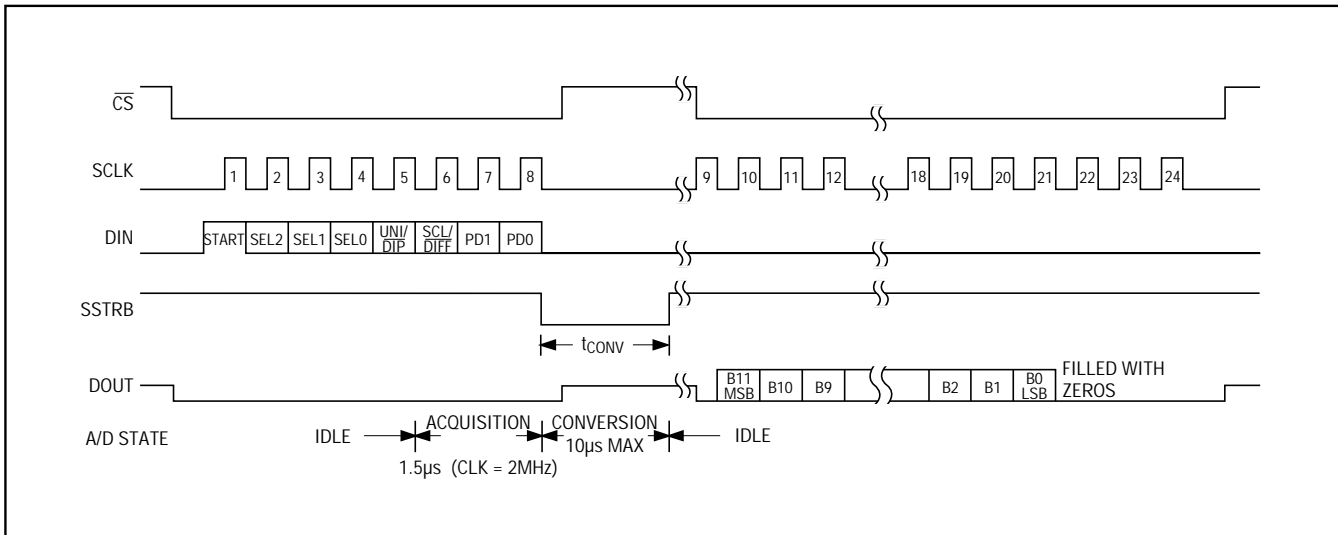 CS
SCLK
1 2 3 4 5 6 7 8 9 10 11 12 18 19 20 21 22 23 24
DIN
START SEL2 SEL1 SEL0 UNI/ DIP SCL/ DIFF PD1 PD0
SSTRB
tCONV
DOUT
B11 MSB B10 B9 B2 B1 B0 LSB FILLED WITH ZEROS
A/D STATE
IDLE ACQUISITION CONVERSION IDLE
10µs MAX
1.5µs (CLK = 2MHz)